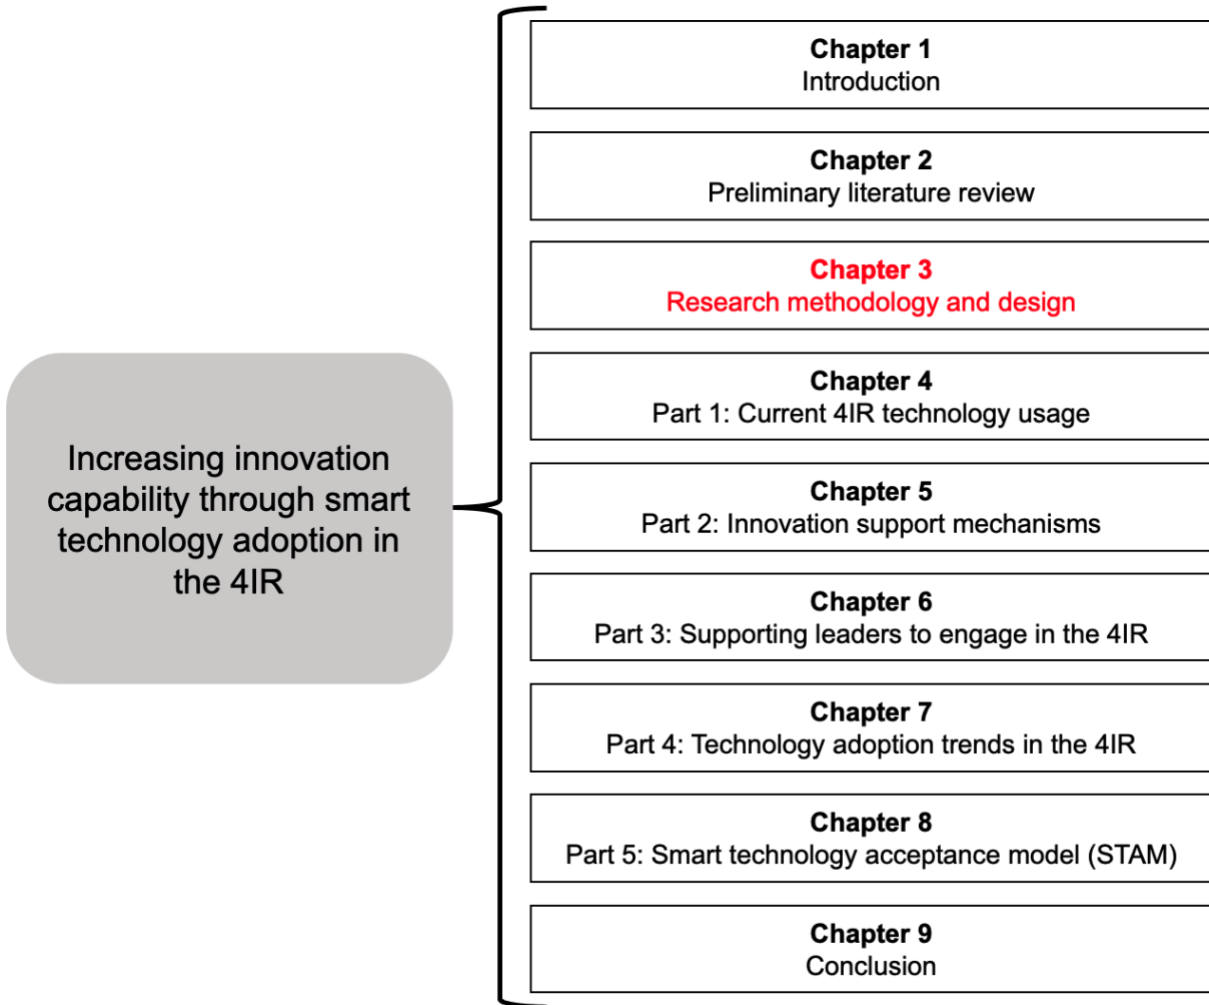 Chapter 1
Introduction
Chapter 2
Preliminary literature review
Chapter 3
Research methodology and design
Chapter 4
Part 1: Current 4IR technology usage
Increasing innovation
capability through smart
technology adoption in
the 4IR
Chapter 5
Part 2: Innovation support mechanisms
Chapter 6
Part 3: Supporting leaders to engage in the 4IR
Chapter 7
Part 4: Technology adoption trends in the 4IR
Chapter 8
Part 5: Smart technology acceptance model (STAM)
Chapter 9
Conclusion